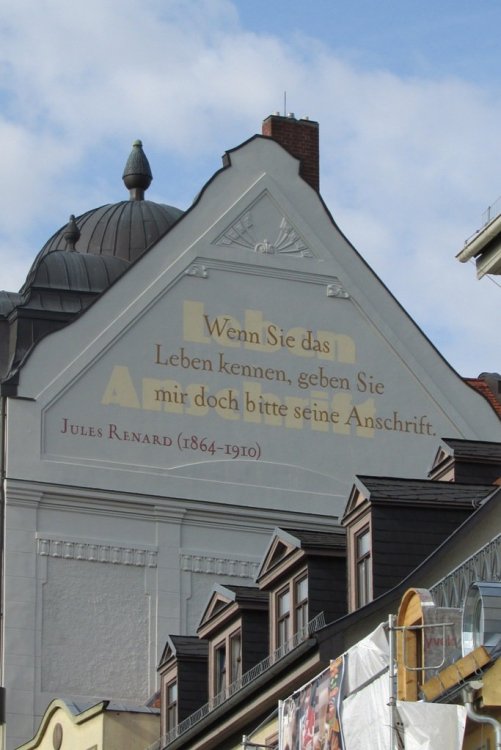 Leben
Anschrift
Wenn Sie das
Leben kennen, geben Sie
mir doch bitte seine Anschrift.
JULES RENARD (1864-1910)